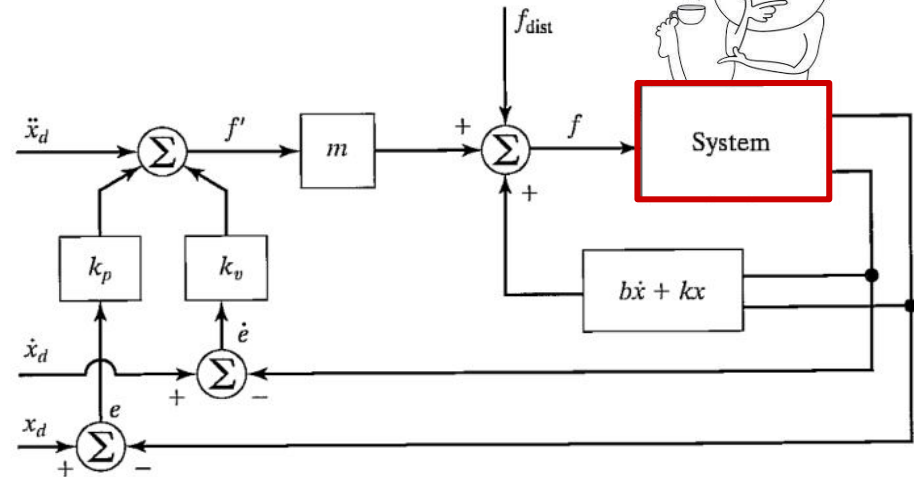 f_dist
ẍ_d
Σ
f'
m
+
Σ
f
System
+
k_p
k_v
bẋ + kx
ẋ_d
ė
+
Σ
−
x_d
e
+
Σ
−